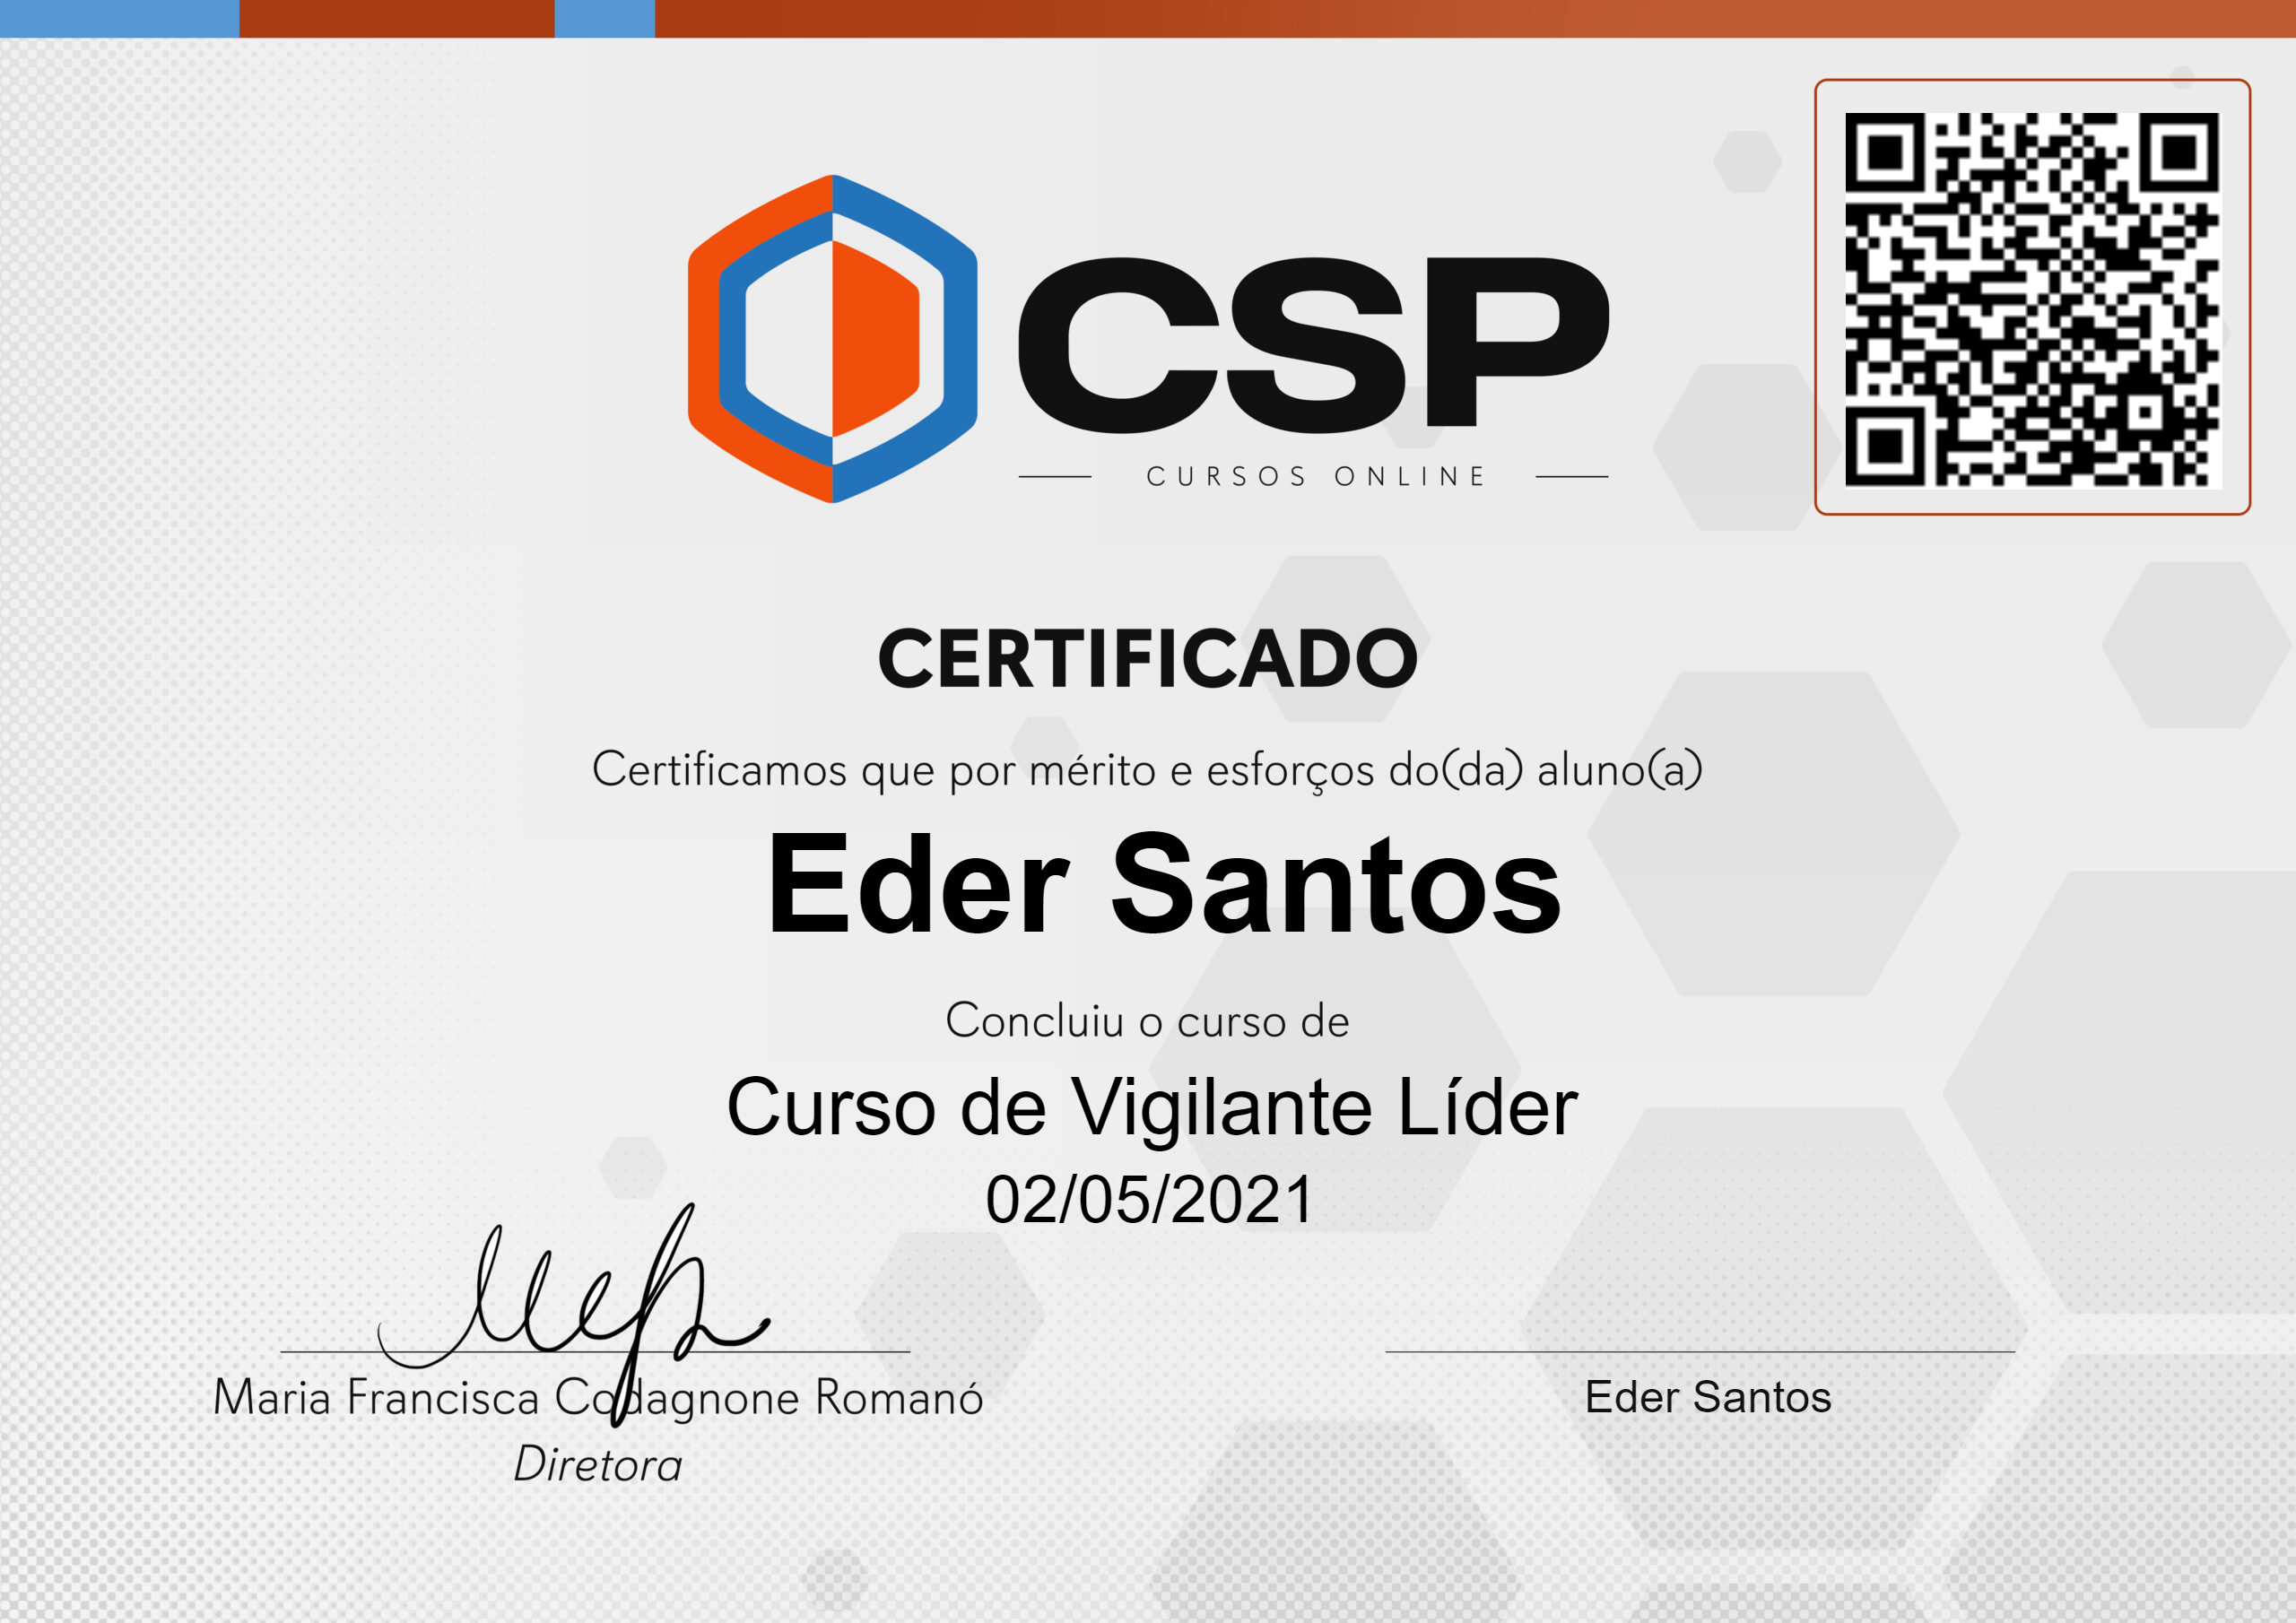 CSP
CURSOS ONLINE
CERTIFICADO
Certificamos que por mérito e esforços do(da) aluno(a)
Eder Santos
Concluiu o curso de
Curso de Vigilante Líder
02/05/2021
Maria Francisca Codagnone Romanó
Diretora
Eder Santos